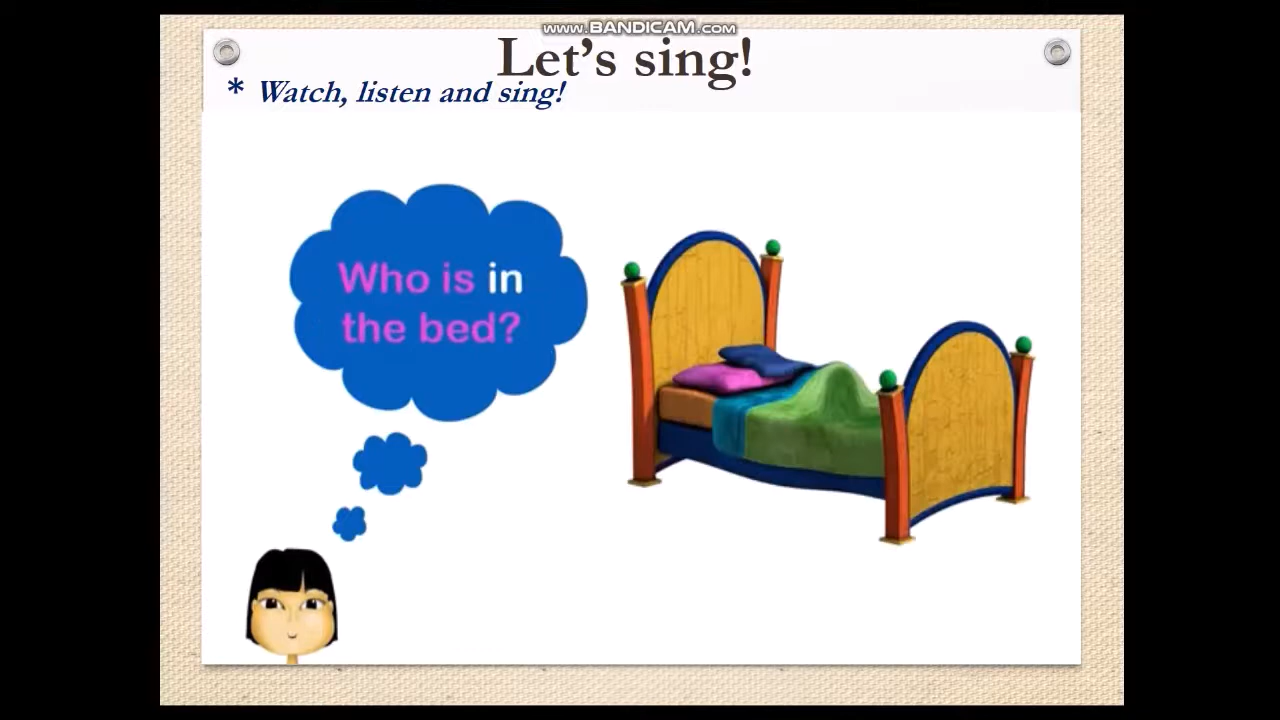 www.BANDICAM.com
Let's sing!
* Watch, listen and sing!
Who is in
the bed?